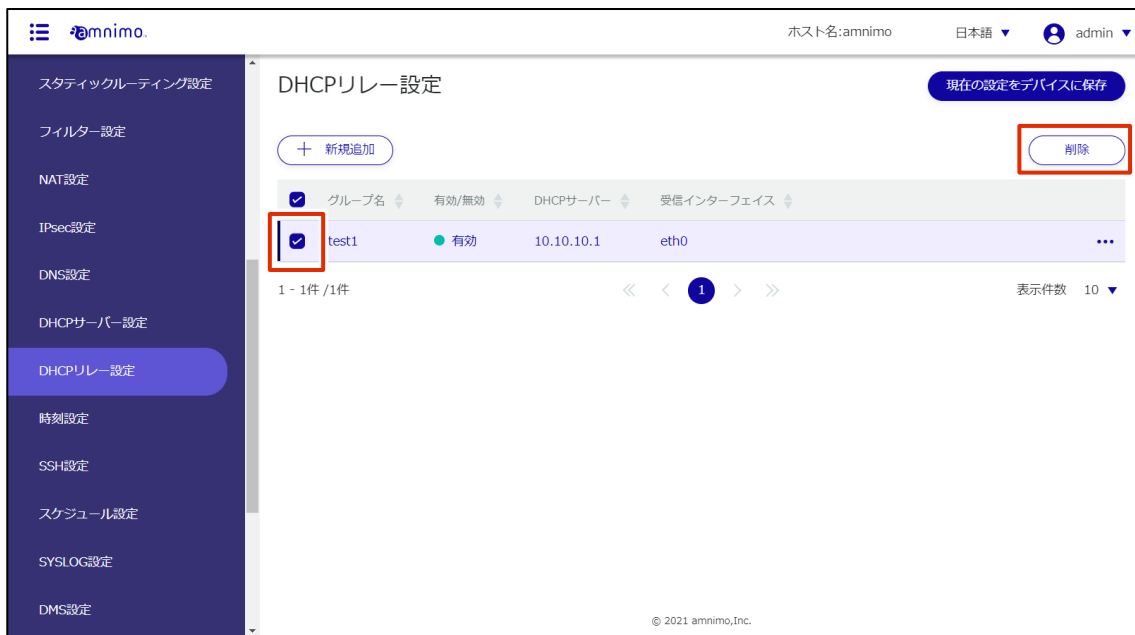 amnimo.
ホスト名:amnimo
日本語 ▼
admin ▼
スタティックルーティング設定
フィルター設定
NAT設定
IPsec設定
DNS設定
DHCPサーバー設定
DHCPリレー設定
時刻設定
SSH設定
スケジュール設定
SYSLOG設定
DMS設定
DHCPリレー設定
現在の設定をデバイスに保存
+ 新規追加
削除
グループ名 有効/無効 DHCPサーバー 受信インターフェイス
test1 有効 10.10.10.1 eth0 •••
1 - 1件 /1件
≪ < 1 > ≫
表示件数 10 ▼
© 2021 amnimo,Inc.